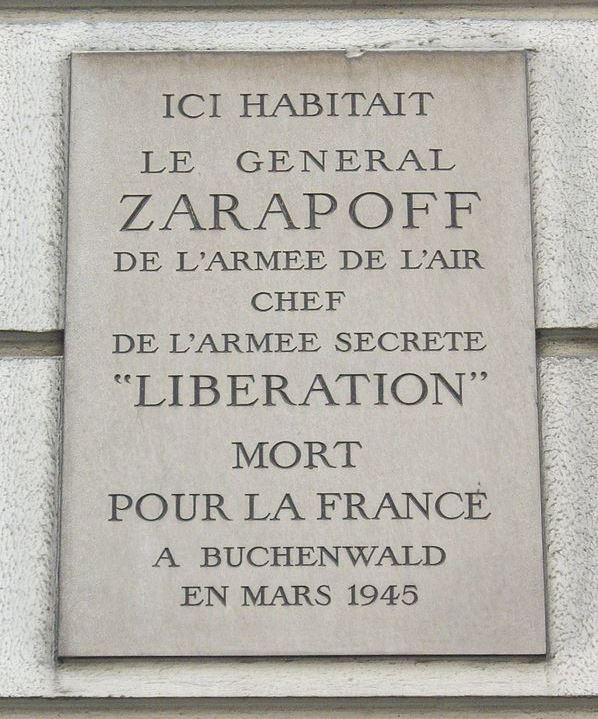 ICI HABITAIT
LE GENERAL
ZARAPOFF
DE L'ARMEE DE L'AIR
CHEF
DE L'ARMEE SECRETE
“LIBERATION”
MORT
POUR LA FRANCE
A BUCHENWALD
EN MARS 1945